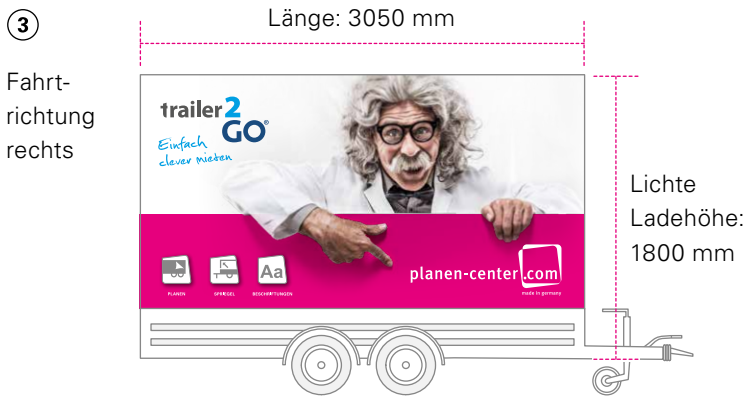 3
Länge: 3050 mm
Fahrt-
richtung
rechts
trailer2
GO®
Einfach
clever mieten
Lichte
Ladehöhe:
1800 mm
Aa
PLANEN
SPRIEGEL
BESCHRIFTUNGEN
planen-center.com
made in germany